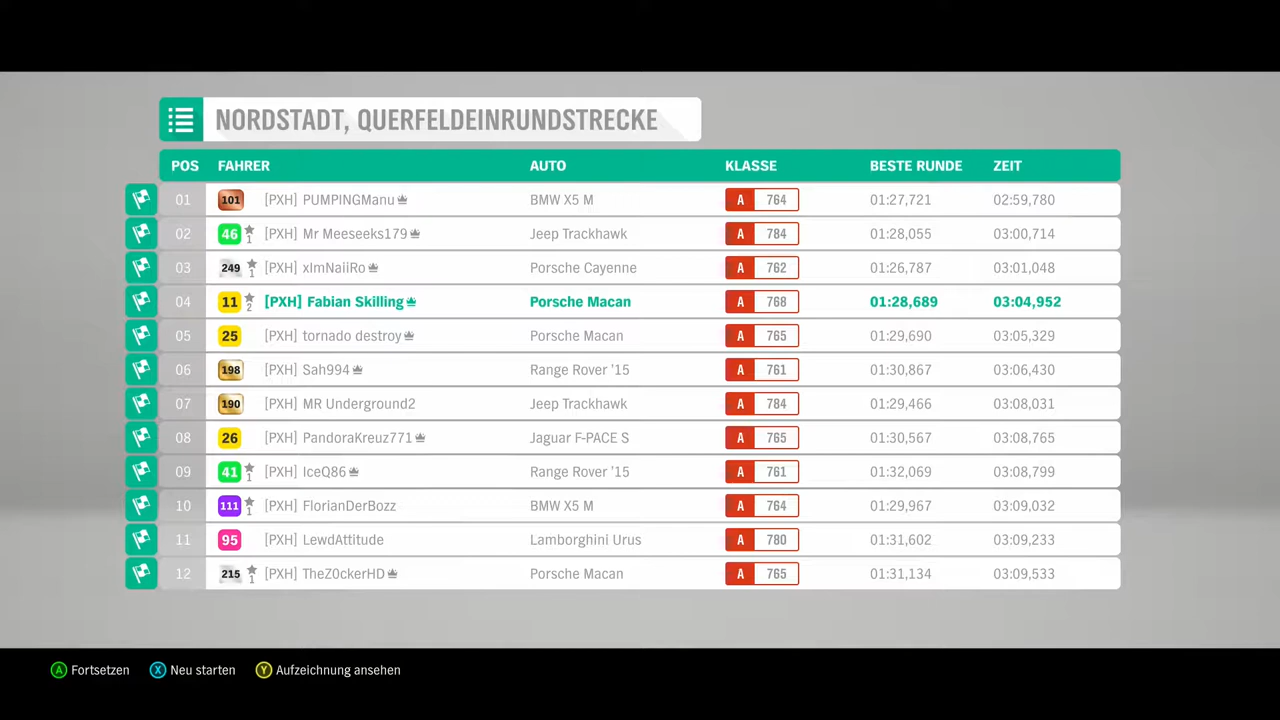 NORDSTADT, QUERFELDEINRUNDSTRECKE
POS FAHRER AUTO KLASSE BESTE RUNDE ZEIT
01 101 [PXH] PUMPINGManu BMW X5 M A 764 01:27,721 02:59,780
02 46 1 [PXH] Mr Meeseeks179 Jeep Trackhawk A 784 01:28,055 03:00,714
03 249 1 [PXH] xImNaiiRo Porsche Cayenne A 762 01:26,787 03:01,048
04 11 2 [PXH] Fabian Skilling Porsche Macan A 768 01:28,689 03:04,952
05 25 [PXH] tornado destroy Porsche Macan A 765 01:29,690 03:05,329
06 198 [PXH] Sah994 Range Rover '15 A 761 01:30,867 03:06,430
07 190 [PXH] MR Underground2 Jeep Trackhawk A 784 01:29,466 03:08,031
08 26 [PXH] PandoraKreuz771 Jaguar F-PACE S A 765 01:30,567 03:08,765
09 41 1 [PXH] IceQ86 Range Rover '15 A 761 01:32,069 03:08,799
10 111 1 [PXH] FlorianDerBozz BMW X5 M A 764 01:29,967 03:09,032
11 95 [PXH] LewdAttitude Lamborghini Urus A 780 01:31,602 03:09,233
12 215 1 [PXH] TheZ0ckerHD Porsche Macan A 765 01:31,134 03:09,533
A Fortsetzen X Neu starten Y Aufzeichnung ansehen